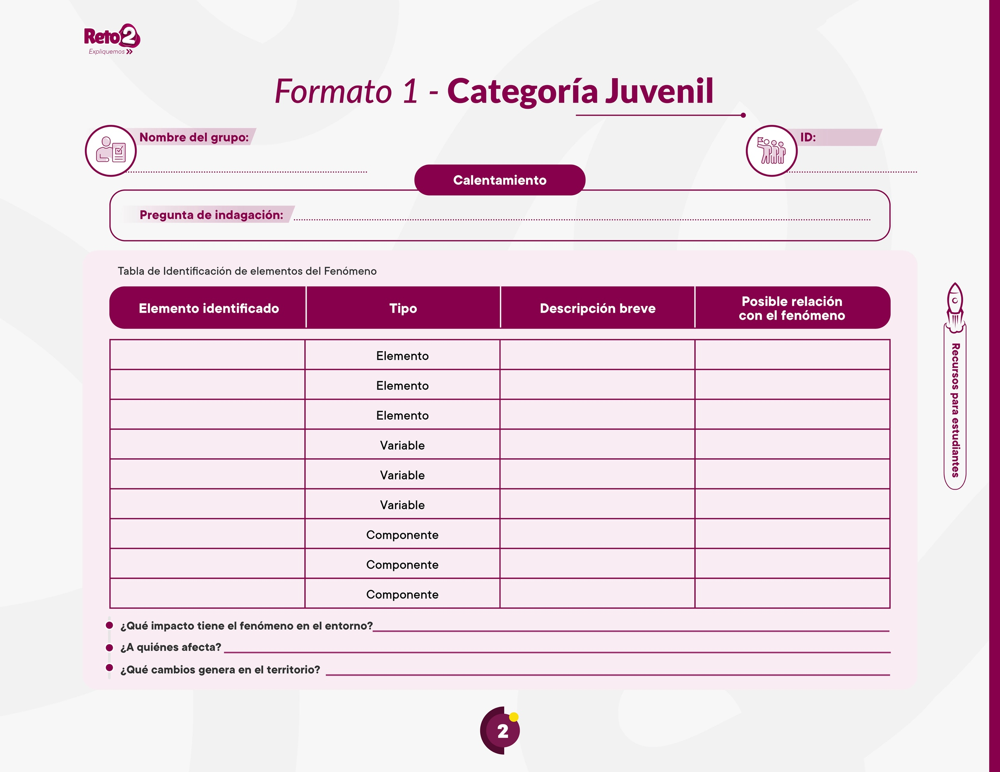 Reto 2
Expliquemos
Formato 1 - Categoría Juvenil
Nombre del grupo:
ID:
Calentamiento
Pregunta de indagación:
Tabla de Identificación de elementos del Fenómeno
Elemento identificado
Tipo
Descripción breve
Posible relación
con el fenómeno
Elemento
Elemento
Elemento
Variable
Variable
Variable
Componente
Componente
Componente
¿Qué impacto tiene el fenómeno en el entorno?
¿A quiénes afecta?
¿Qué cambios genera en el territorio?
Recursos para estudiantes
2